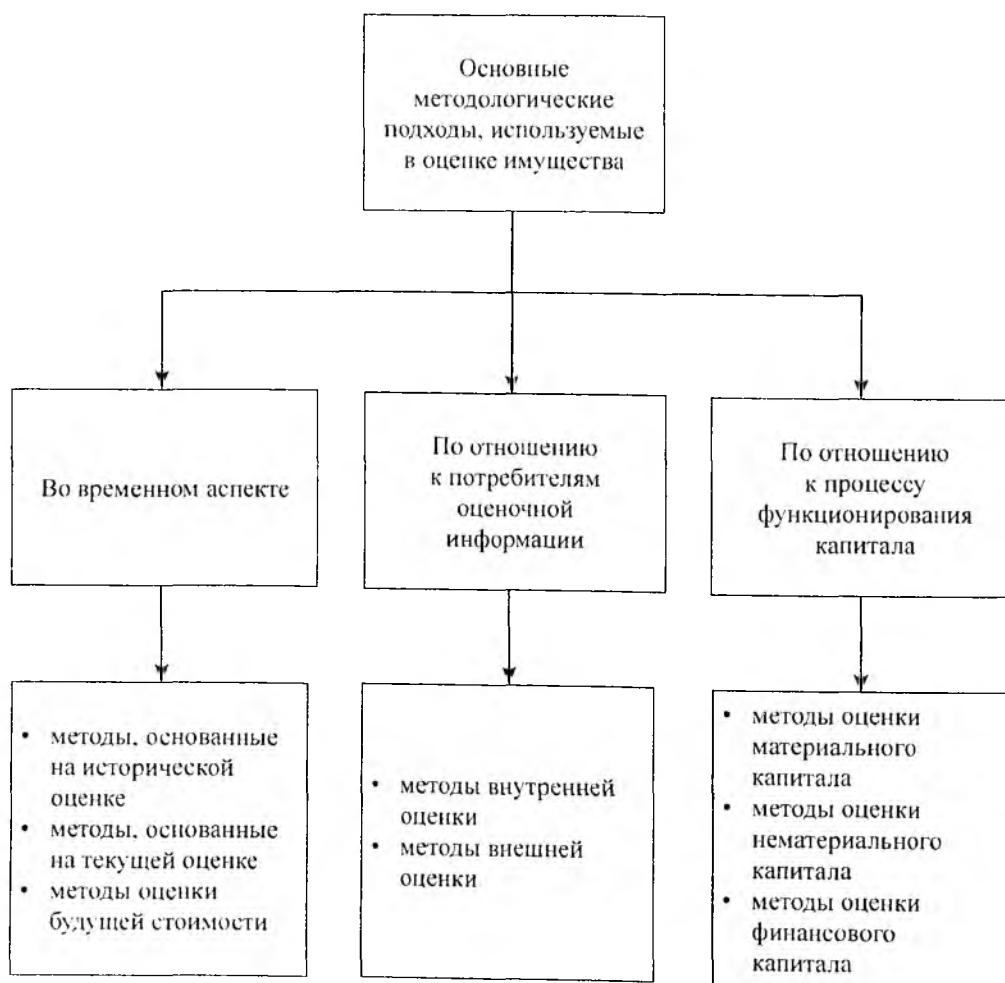 Основные
методологические
подходы, используемые
в оценке имущества
Во временном аспекте
По отношению
к потребителям
оценочной
информации
По отношению
к процессу
функционирования
капитала
• методы, основанные
на исторической
оценке
• методы, основанные
на текущей оценке
• методы оценки
будущей стоимости
• методы внутренней
оценки
• методы внешней
оценки
• методы оценки
материального
капитала
• методы оценки
нематериального
капитала
• методы оценки
финансового
капитала